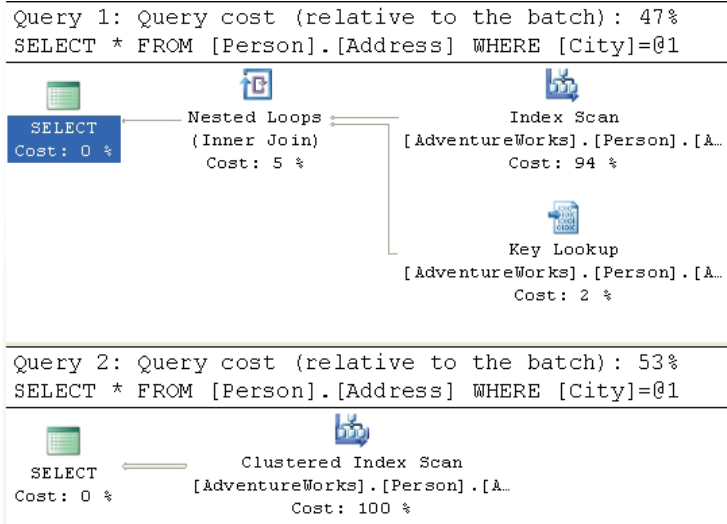 Query 1: Query cost (relative to the batch): 47%
SELECT * FROM [Person].[Address] WHERE [City]=@1
SELECT
Cost: 0 %
Nested Loops
(Inner Join)
Cost: 5 %
Index Scan
[AdventureWorks].[Person].[A…
Cost: 94 %
Key Lookup
[AdventureWorks].[Person].[A…
Cost: 2 %
Query 2: Query cost (relative to the batch): 53%
SELECT * FROM [Person].[Address] WHERE [City]=@1
SELECT
Cost: 0 %
Clustered Index Scan
[AdventureWorks].[Person].[A…
Cost: 100 %